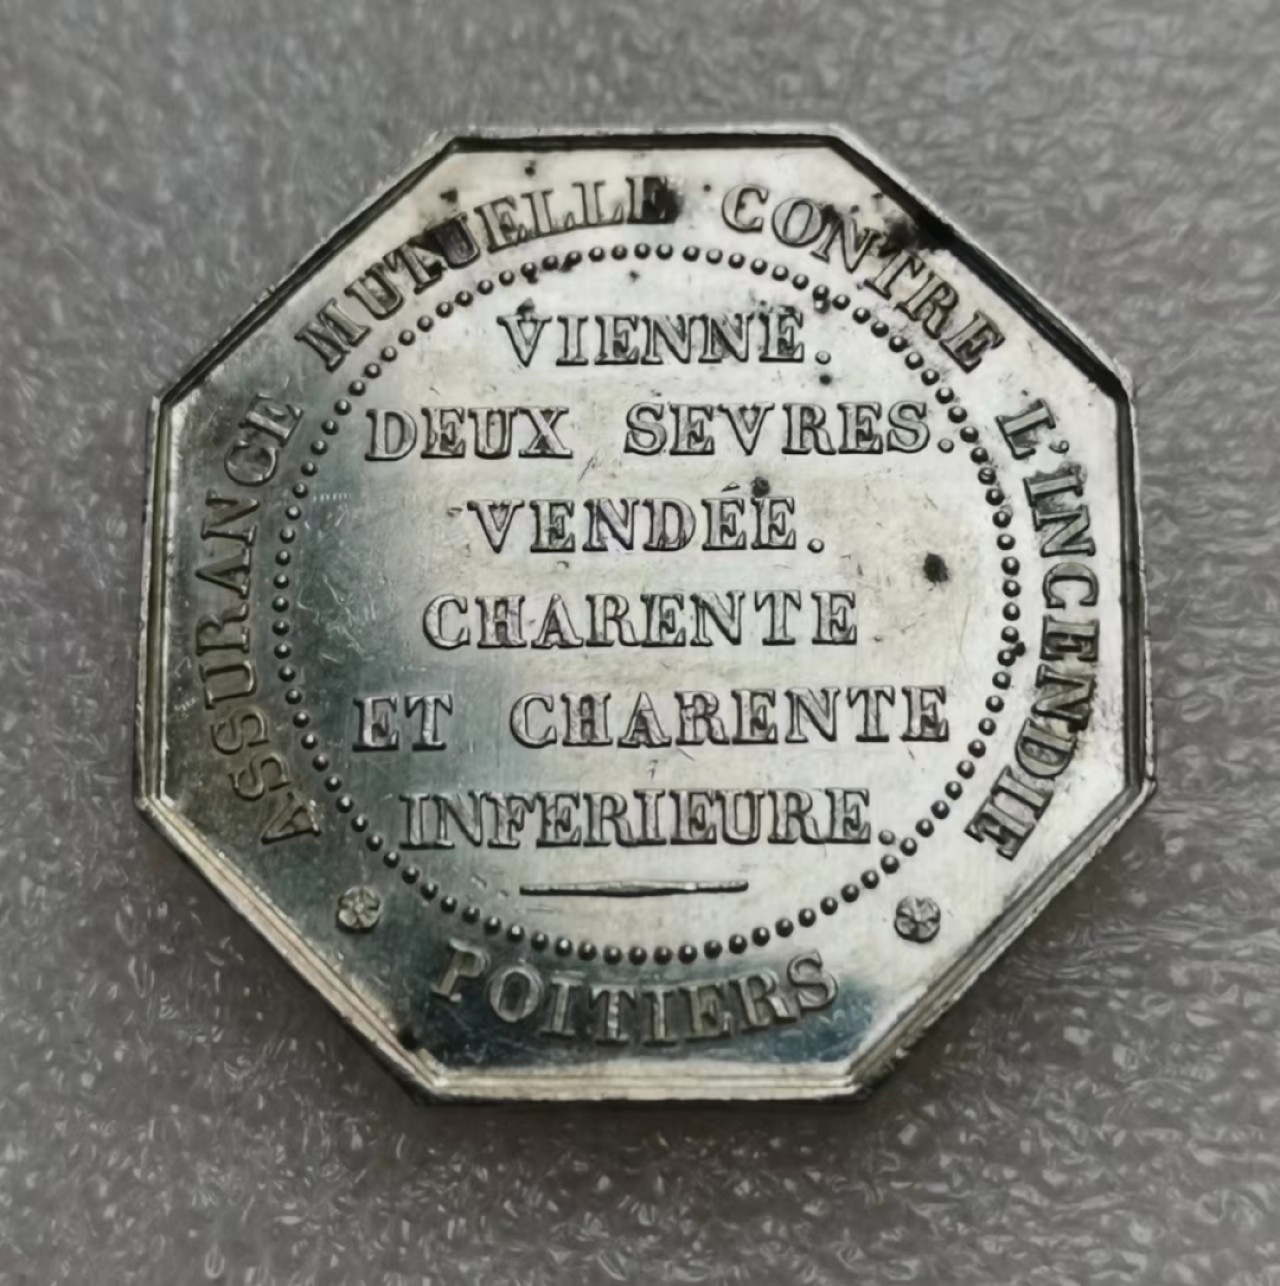 ASSURANCE MUTUELLE CONTRE L'INCENDIE
VIENNE.
DEUX SEVRES.
VENDÉE.
CHARENTE
ET CHARENTE
INFERIEURE.
POITIERS